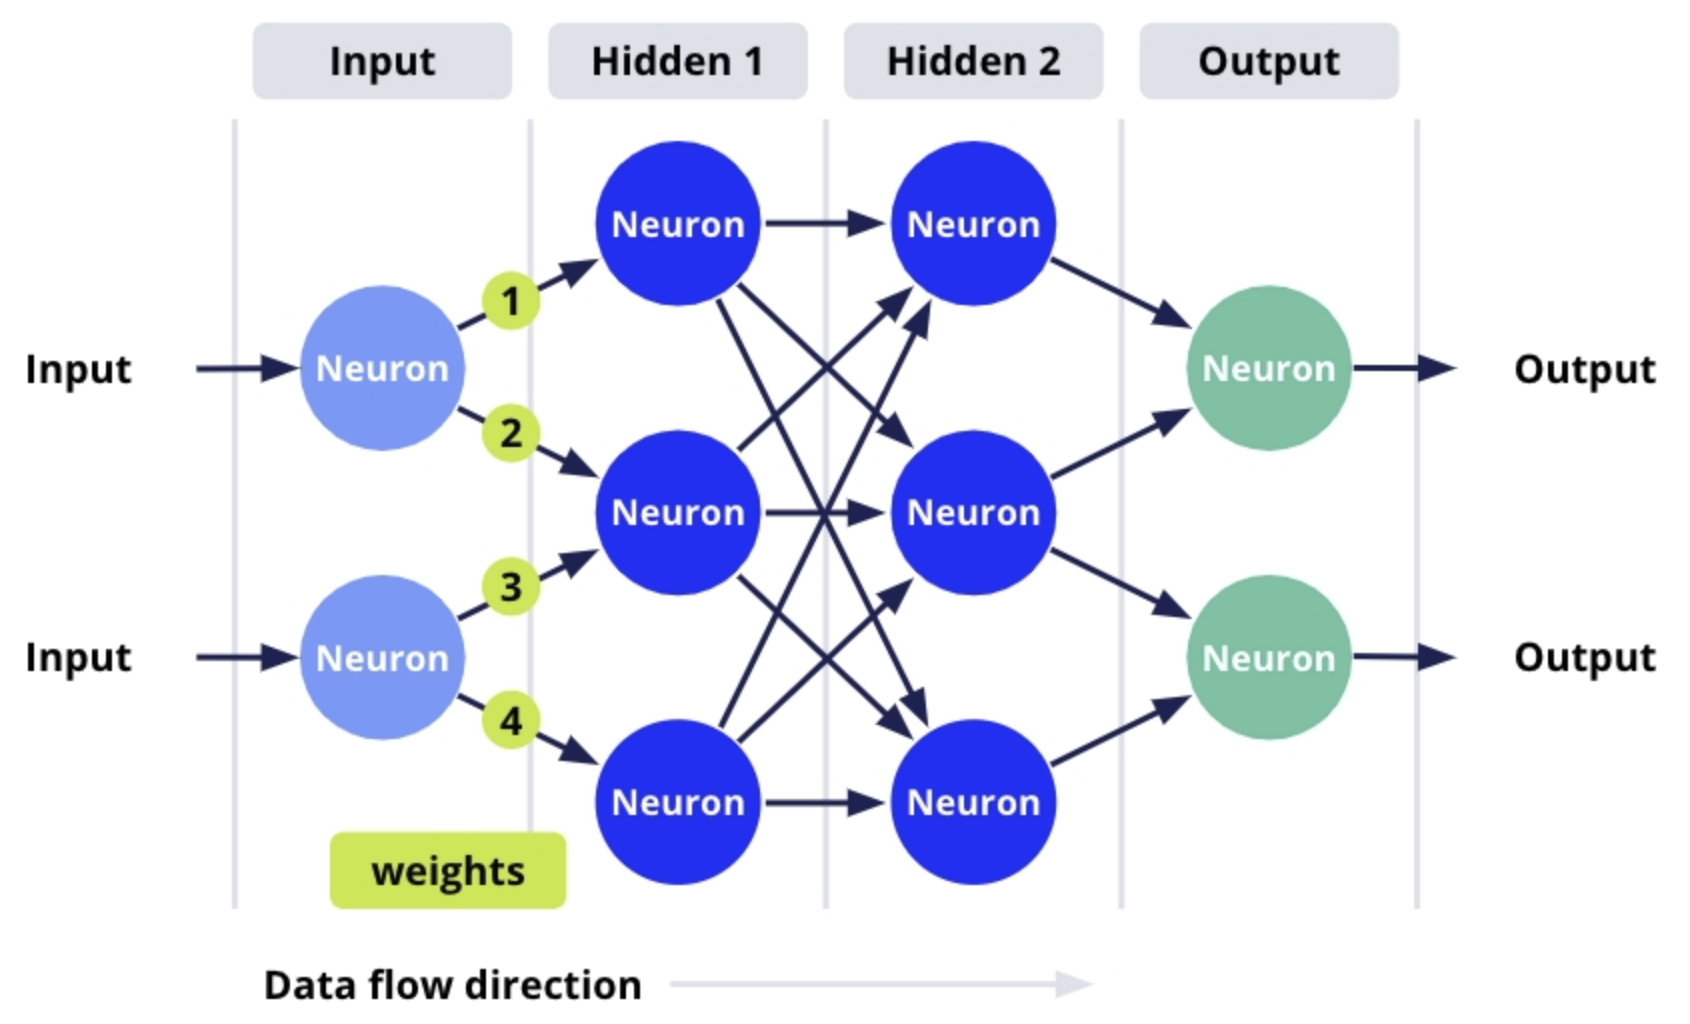 Input
Hidden 1
Hidden 2
Output
Neuron
Neuron
1
Input
Neuron
Neuron
Output
2
Neuron
Neuron
3
Input
Neuron
Neuron
Output
4
Neuron
Neuron
weights
Data flow direction